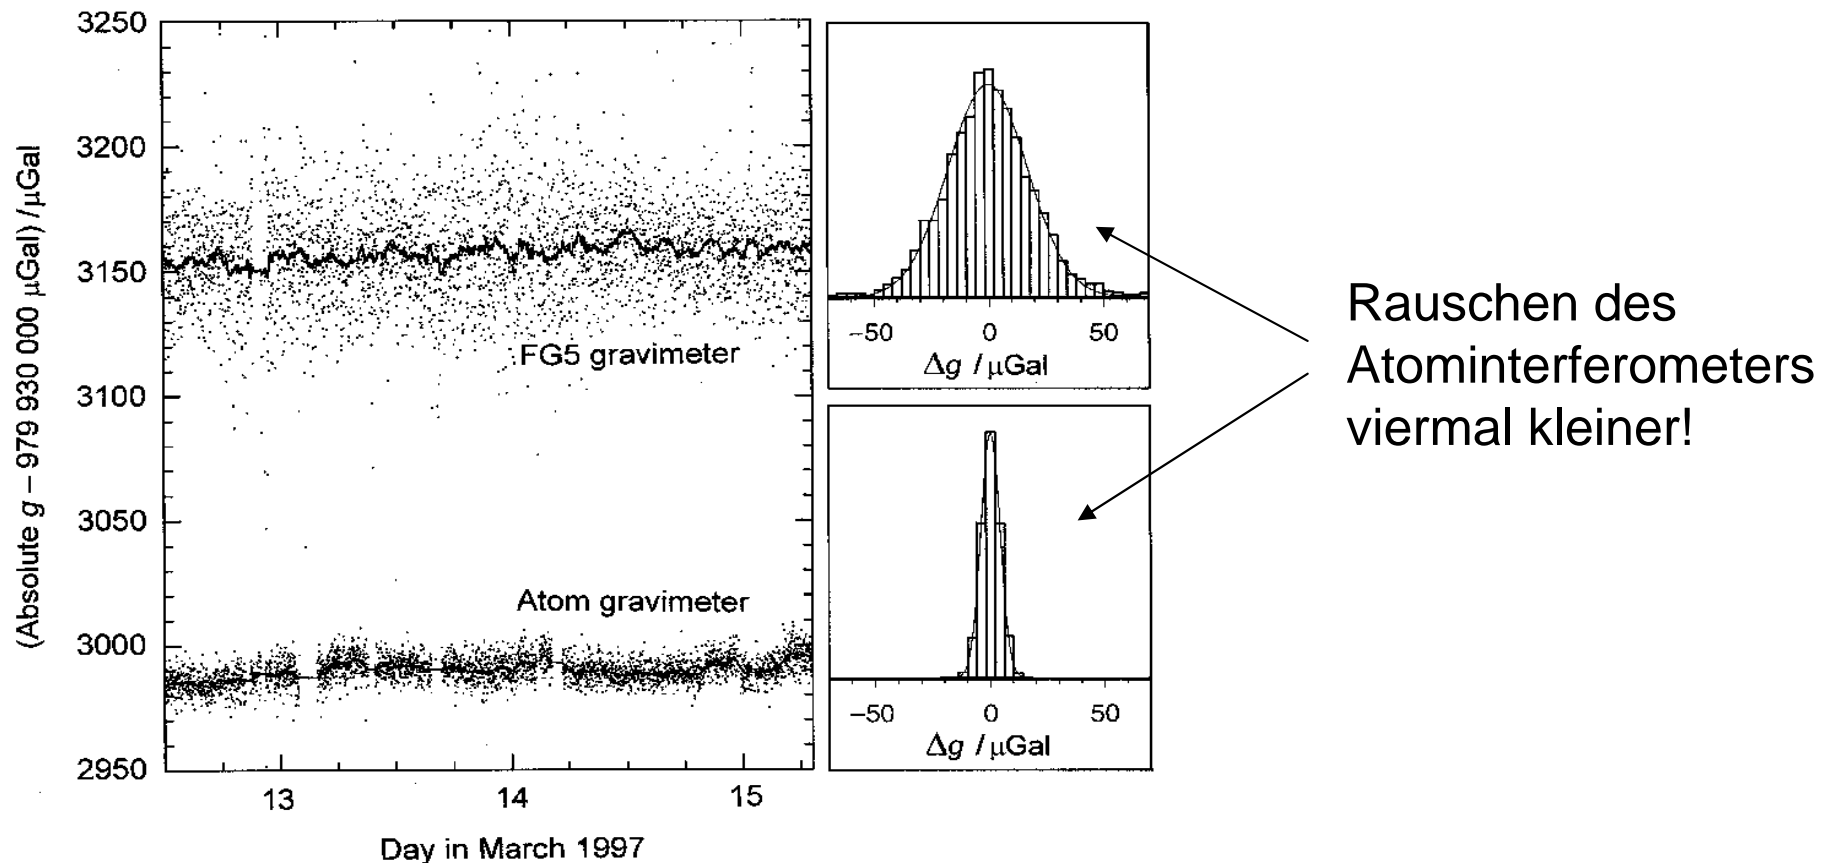 3250
3200
3150
3100
3050
3000
2950
(Absolute g – 979 930 000 µGal) /µGal
FG5 gravimeter
Atom gravimeter
13 14 15
Day in March 1997
–50 0 50
Δg / µGal
–50 0 50
Δg / µGal
Rauschen des
Atominterferometers
viermal kleiner!